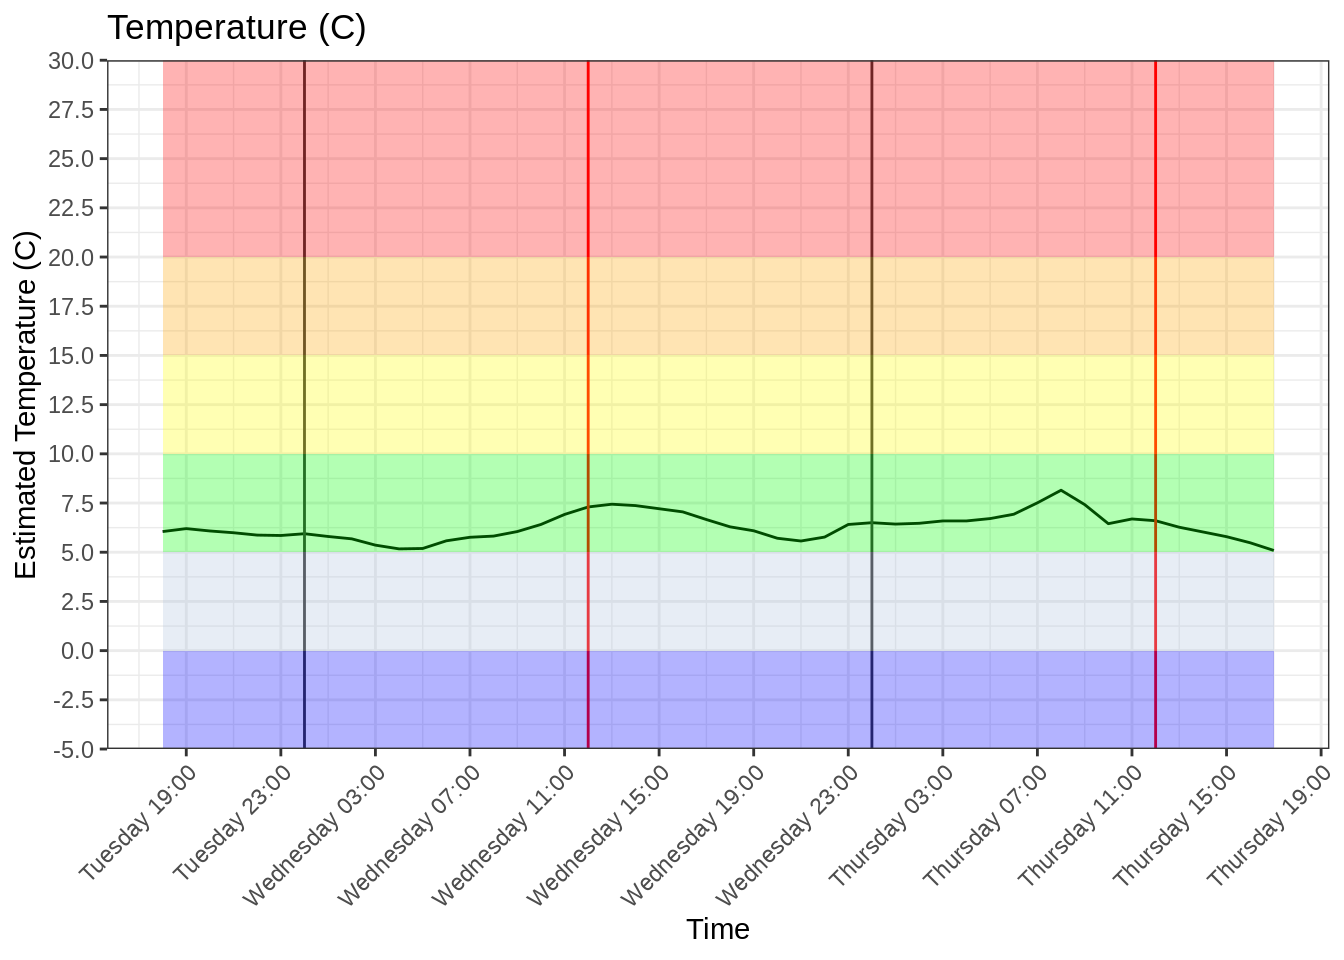 Temperature (C)
Estimated Temperature (C)
30.0
27.5
25.0
22.5
20.0
17.5
15.0
12.5
10.0
7.5
5.0
2.5
0.0
-2.5
-5.0
Tuesday 19:00
Tuesday 23:00
Wednesday 03:00
Wednesday 07:00
Wednesday 11:00
Wednesday 15:00
Wednesday 19:00
Wednesday 23:00
Thursday 03:00
Thursday 07:00
Thursday 11:00
Thursday 15:00
Thursday 19:00
Time